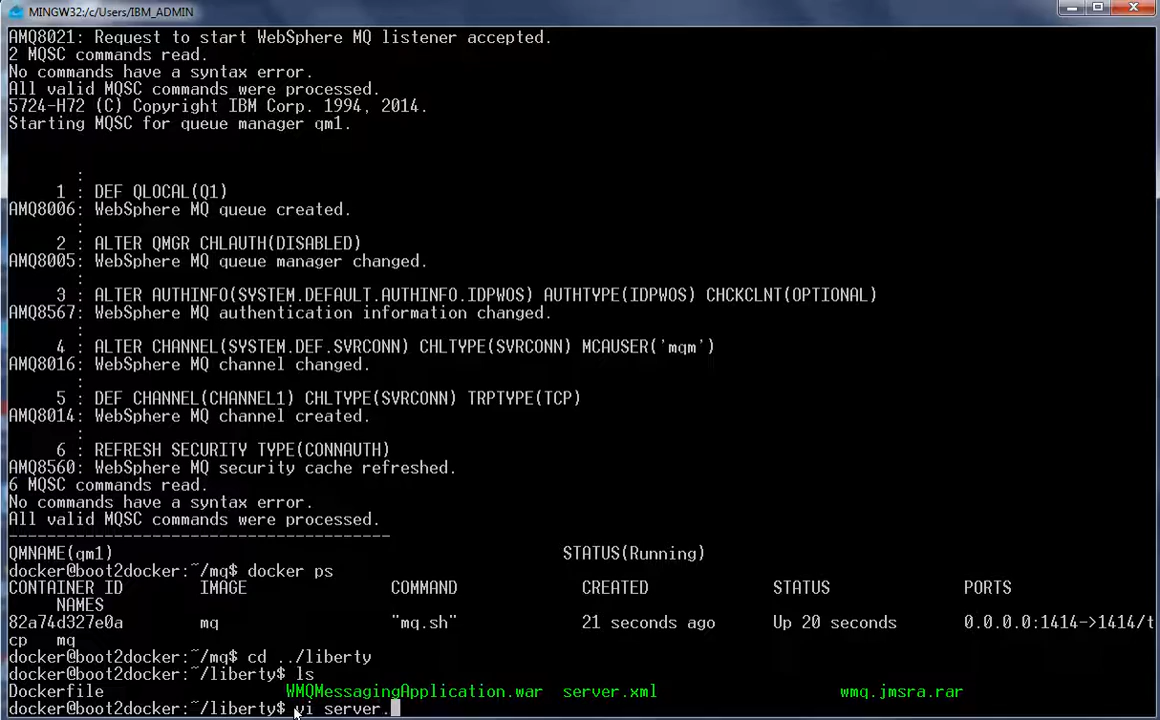 MINGW32:/c/Users/IBM_ADMIN
AMQ8021: Request to start WebSphere MQ listener accepted.
2 MQSC commands read.
No commands have a syntax error.
All valid MQSC commands were processed.
5724-H72 (C) Copyright IBM Corp. 1994, 2014.
Starting MQSC for queue manager qm1.
:
1 : DEF QLOCAL(Q1)
AMQ8006: WebSphere MQ queue created.
:
2 : ALTER QMGR CHLAUTH(DISABLED)
AMQ8005: WebSphere MQ queue manager changed.
:
3 : ALTER AUTHINFO(SYSTEM.DEFAULT.AUTHINFO.IDPWOS) AUTHTYPE(IDPWOS) CHCKCLNT(OPTIONAL)
AMQ8567: WebSphere MQ authentication information changed.
:
4 : ALTER CHANNEL(SYSTEM.DEF.SVRCONN) CHLTYPE(SVRCONN) MCAUSER('mqm')
AMQ8016: WebSphere MQ channel changed.
:
5 : DEF CHANNEL(CHANNEL1) CHLTYPE(SVRCONN) TRPTYPE(TCP)
AMQ8014: WebSphere MQ channel created.
:
6 : REFRESH SECURITY TYPE(CONNAUTH)
AMQ8560: WebSphere MQ security cache refreshed.
6 MQSC commands read.
No commands have a syntax error.
All valid MQSC commands were processed.
----------------------------------------
QMNAME(qm1) STATUS(Running)
docker@boot2docker:~/mq$ docker ps
CONTAINER ID IMAGE COMMAND CREATED STATUS PORTS
NAMES
82a74d327e0a mq "mq.sh" 21 seconds ago Up 20 seconds 0.0.0.0:1414->1414/t
cp mq
docker@boot2docker:~/mq$ cd ../liberty
docker@boot2docker:~/liberty$ ls
Dockerfile WMQMessagingApplication.war server.xml wmq.jmsra.rar
docker@boot2docker:~/liberty$ vi server.